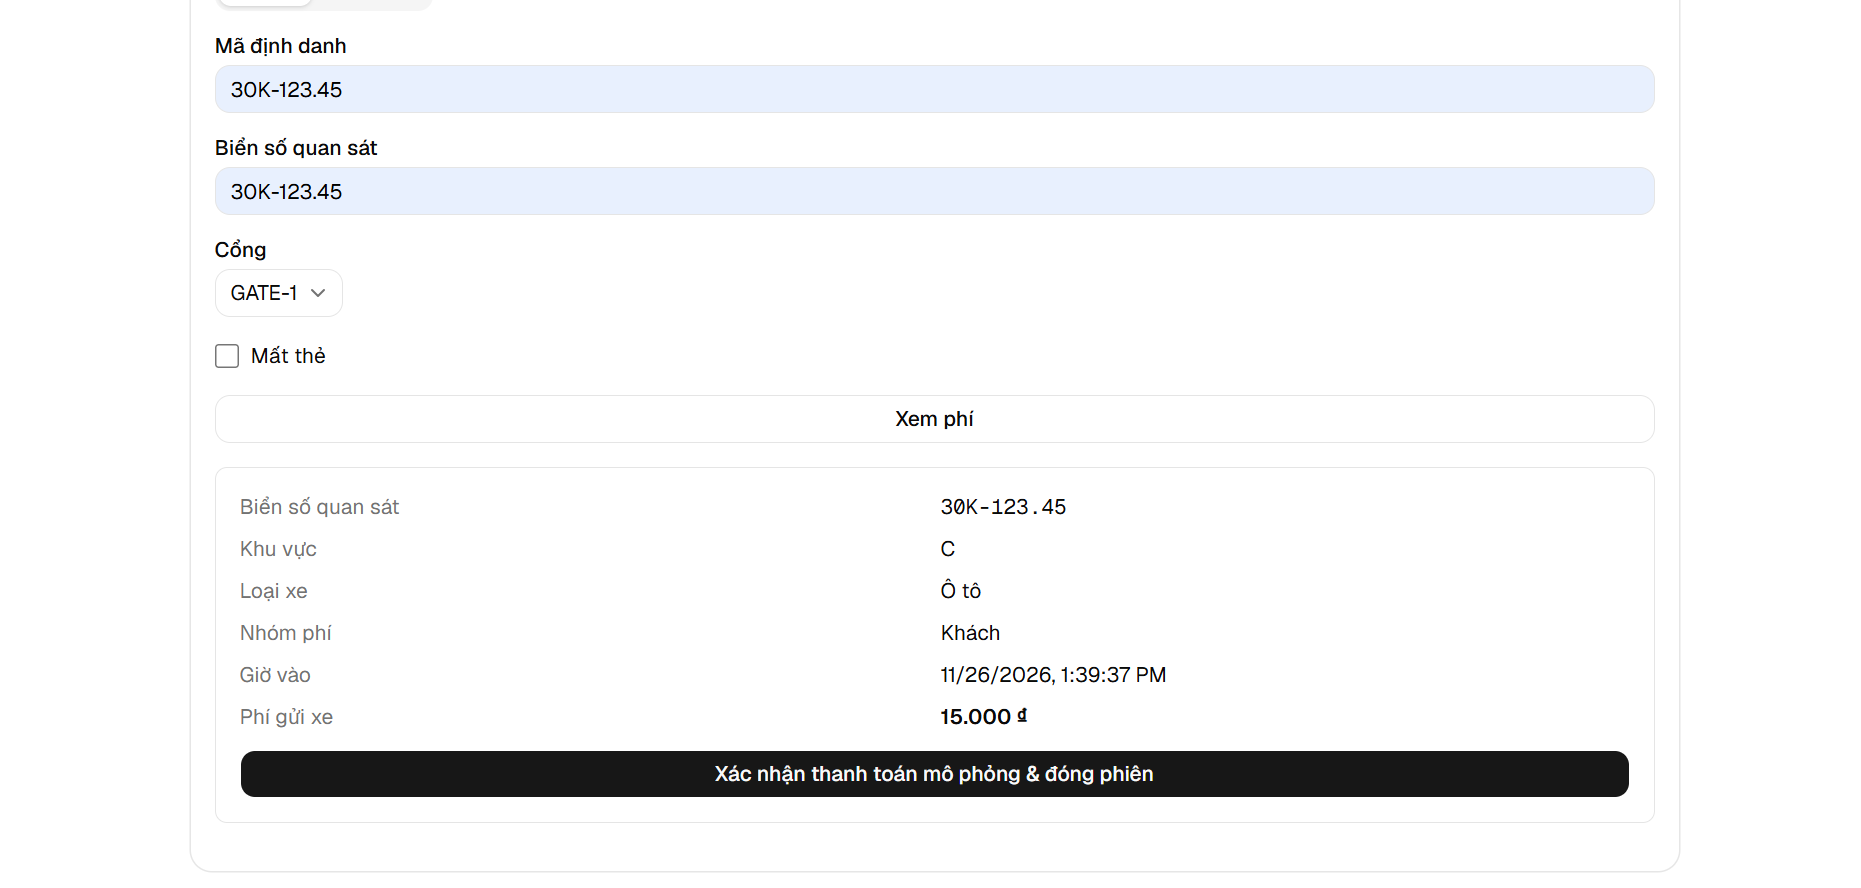 Mã định danh
30K-123.45
Biển số quan sát
30K-123.45
Cổng
GATE-1
Mất thẻ
Xem phí
Biển số quan sát 30K-123.45
Khu vực C
Loại xe Ô tô
Nhóm phí Khách
Giờ vào 11/26/2026, 1:39:37 PM
Phí gửi xe 15.000 ₫
Xác nhận thanh toán mô phỏng & đóng phiên